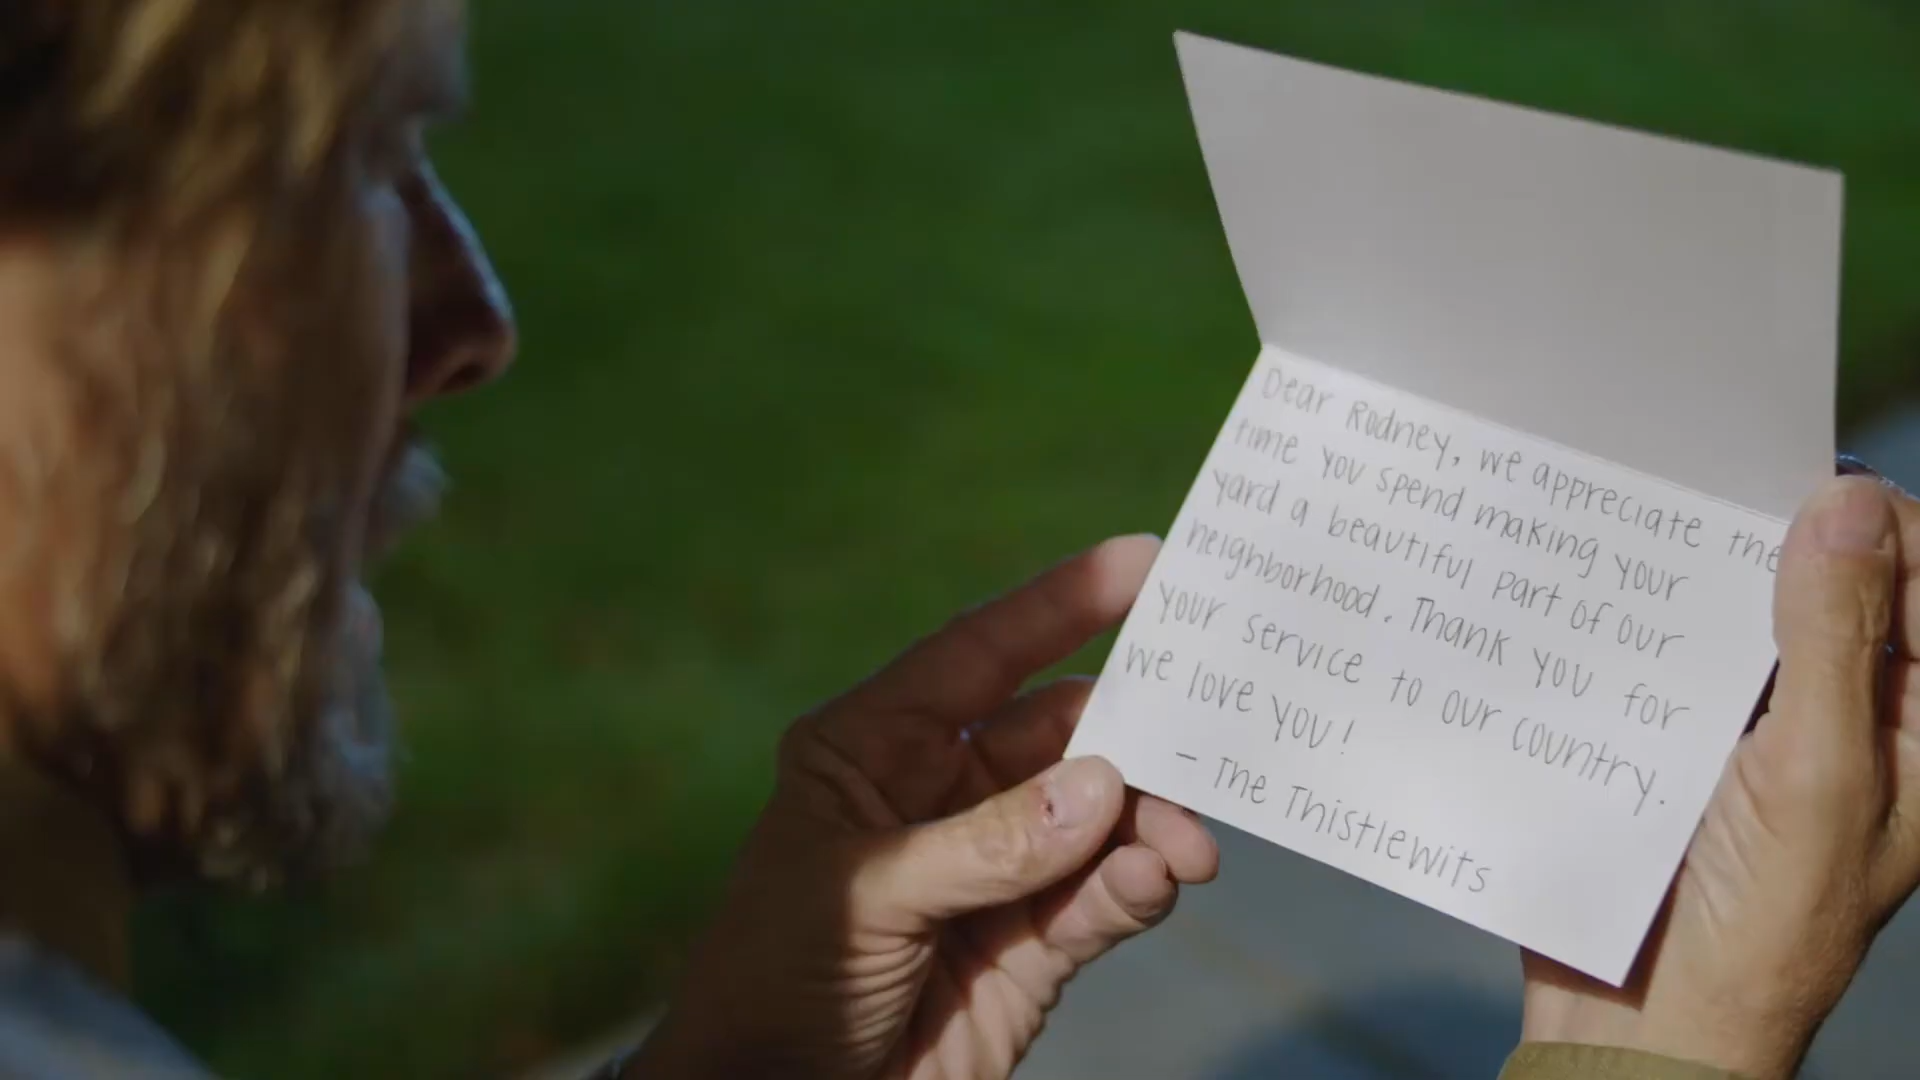 Dear Rodney, we appreciate the
time you spend making your
yard a beautiful part of our
neighborhood. Thank you for
your service to our country.
we love you!
- The Thistlewits